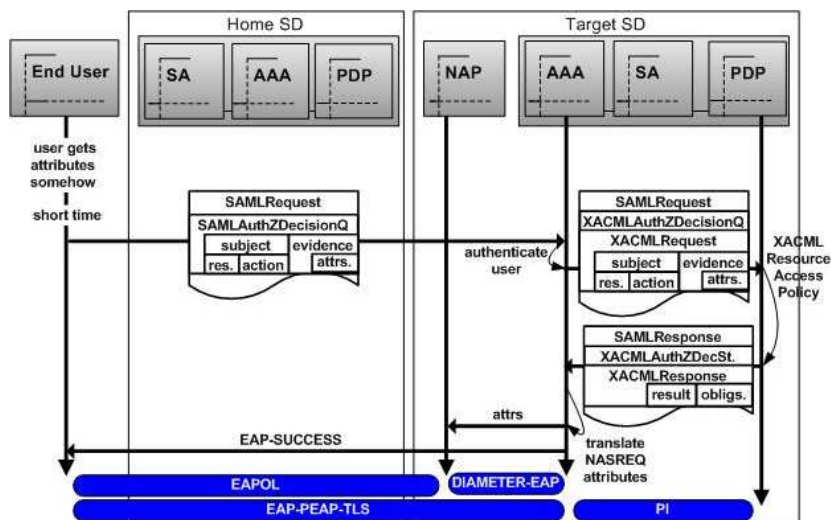 Home SD
Target SD
End User
SA
AAA
PDP
NAP
AAA
SA
PDP
user gets
attributes
somehow
short time
SAMLRequest
SAMLAuthZDecisionQ
subject
evidence
res.
action
attrs.
authenticate
user
SAMLRequest
XACMLAuthZDecisionQ
XACMLRequest
subject
evidence
res.
action
attrs.
XACML
Resource
Access
Policy
SAMLResponse
XACMLAuthZDecSt.
XACMLResponse
result
obligs.
attrs
EAP-SUCCESS
translate
NASREQ
attributes
EAPOL
DIAMETER-EAP
EAP-PEAP-TLS
PI